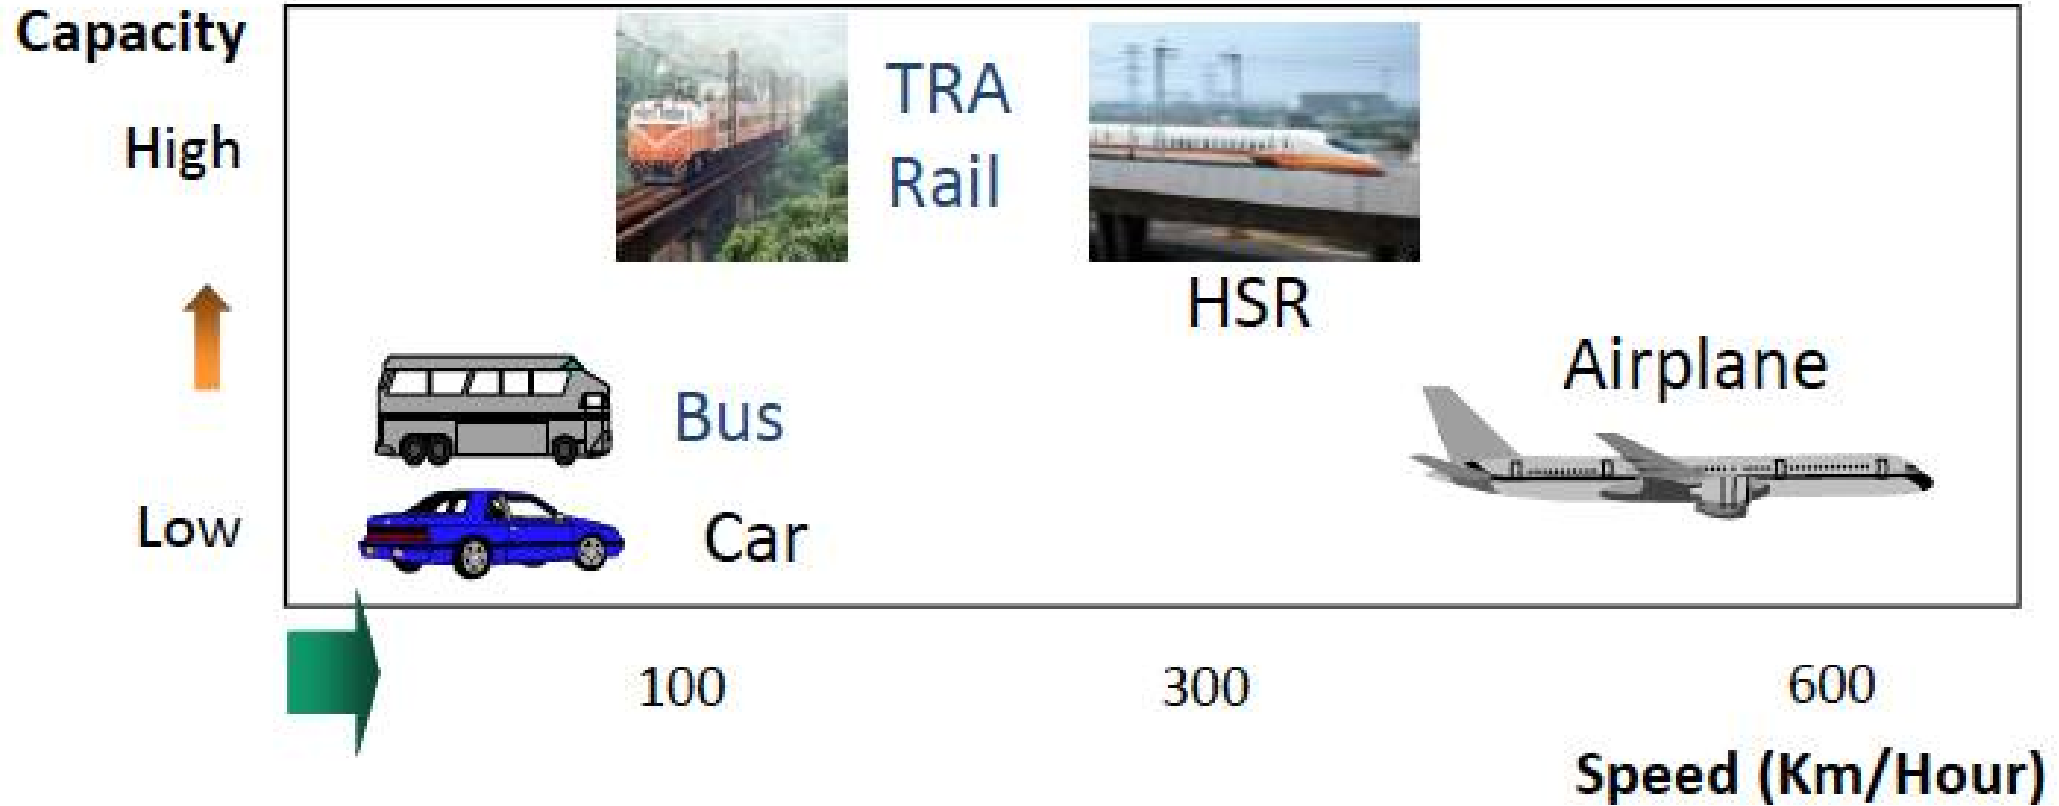 Capacity
High
TRA
Rail
HSR
Airplane
Bus
Low
Car
100
300
600
Speed (Km/Hour)